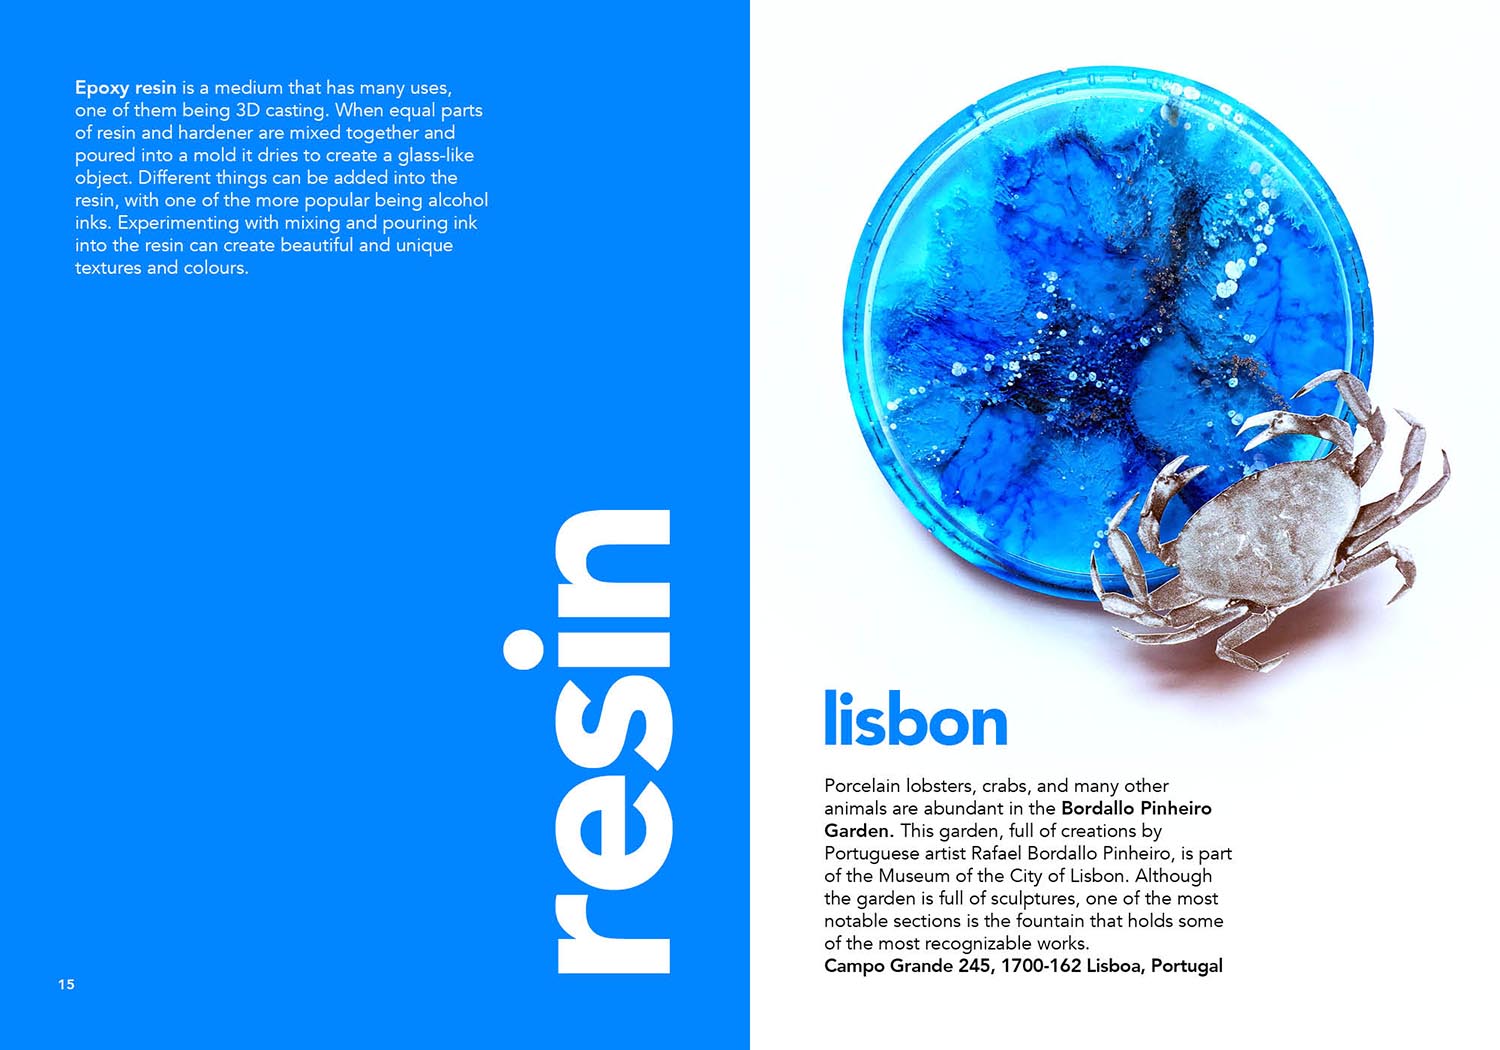 Epoxy resin is a medium that has many uses,
one of them being 3D casting. When equal parts
of resin and hardener are mixed together and
poured into a mold it dries to create a glass-like
object. Different things can be added into the
resin, with one of the more popular being alcohol
inks. Experimenting with mixing and pouring ink
into the resin can create beautiful and unique
textures and colours.
resin
15
lisbon
Porcelain lobsters, crabs, and many other
animals are abundant in the Bordallo Pinheiro
Garden. This garden, full of creations by
Portuguese artist Rafael Bordallo Pinheiro, is part
of the Museum of the City of Lisbon. Although
the garden is full of sculptures, one of the most
notable sections is the fountain that holds some
of the most recognizable works.
Campo Grande 245, 1700-162 Lisboa, Portugal